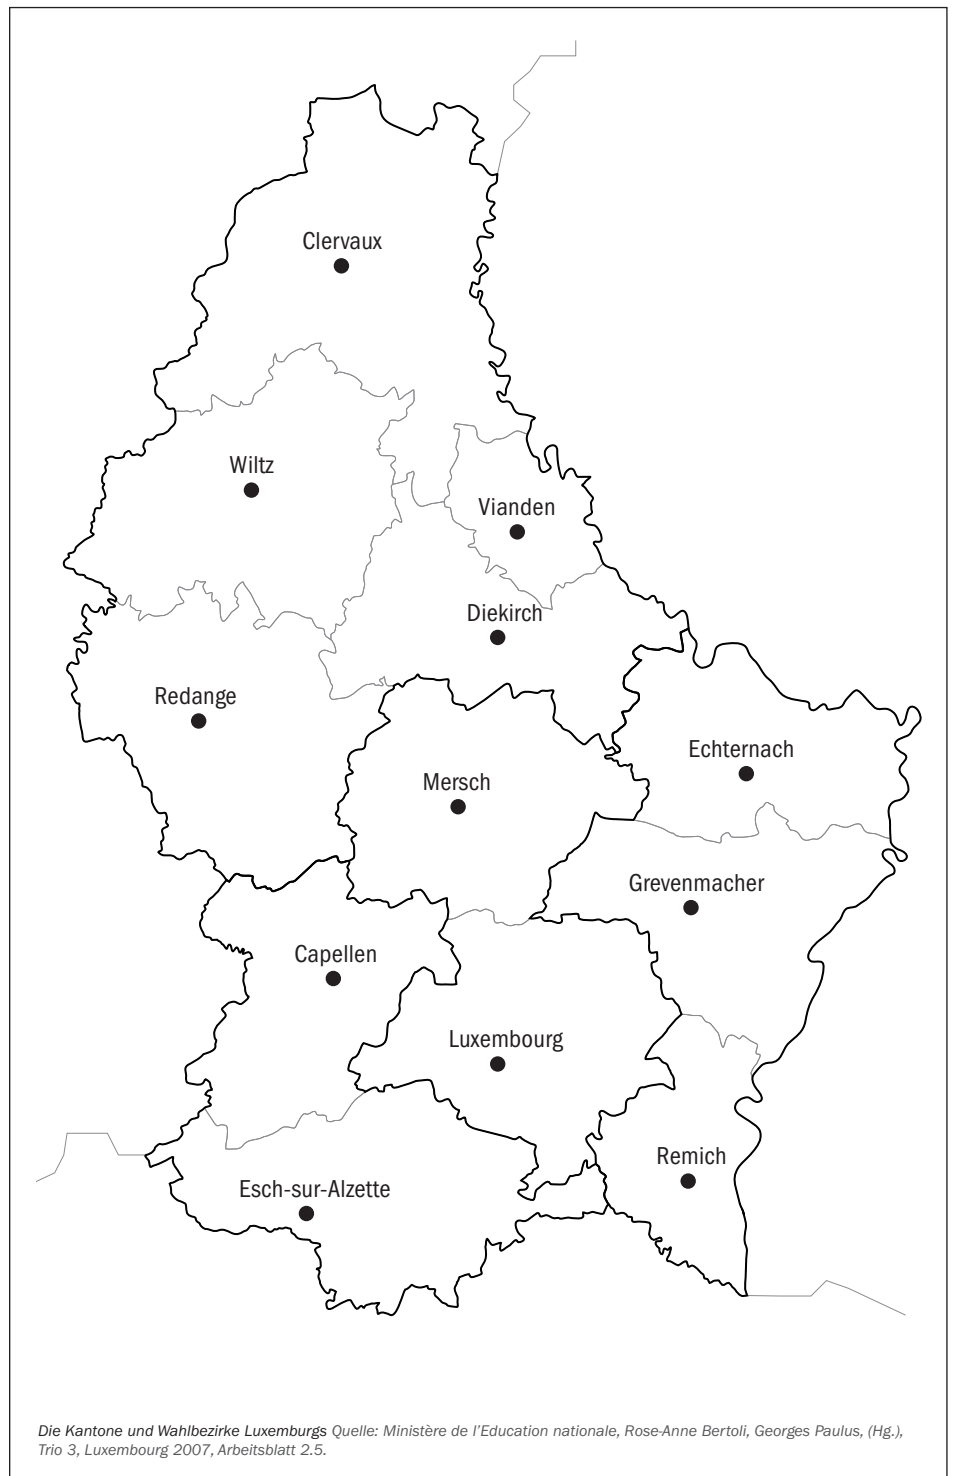 Clervaux
Wiltz
Vianden
Diekirch
Redange
Echternach
Mersch
Grevenmacher
Capellen
Luxembourg
Remich
Esch-sur-Alzette
Die Kantone und Wahlbezirke Luxemburgs Quelle: Ministère de l'Education nationale, Rose-Anne Bertoli, Georges Paulus, (Hg.),
Trio 3, Luxembourg 2007, Arbeitsblatt 2.5.